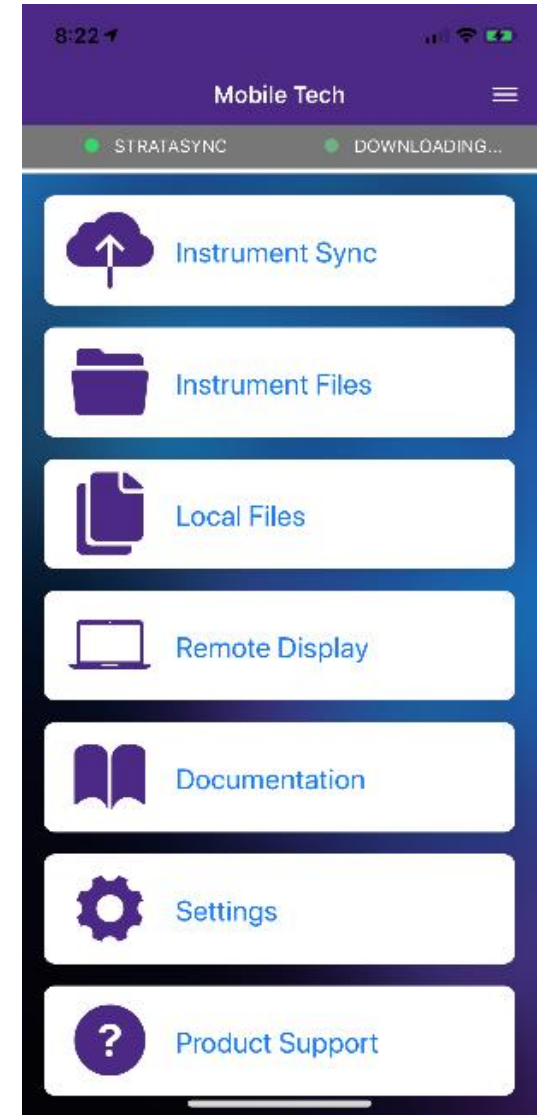 8:22
Mobile Tech
STRATASYNC DOWNLOADING...
Instrument Sync
Instrument Files
Local Files
Remote Display
Documentation
Settings
?
Product Support